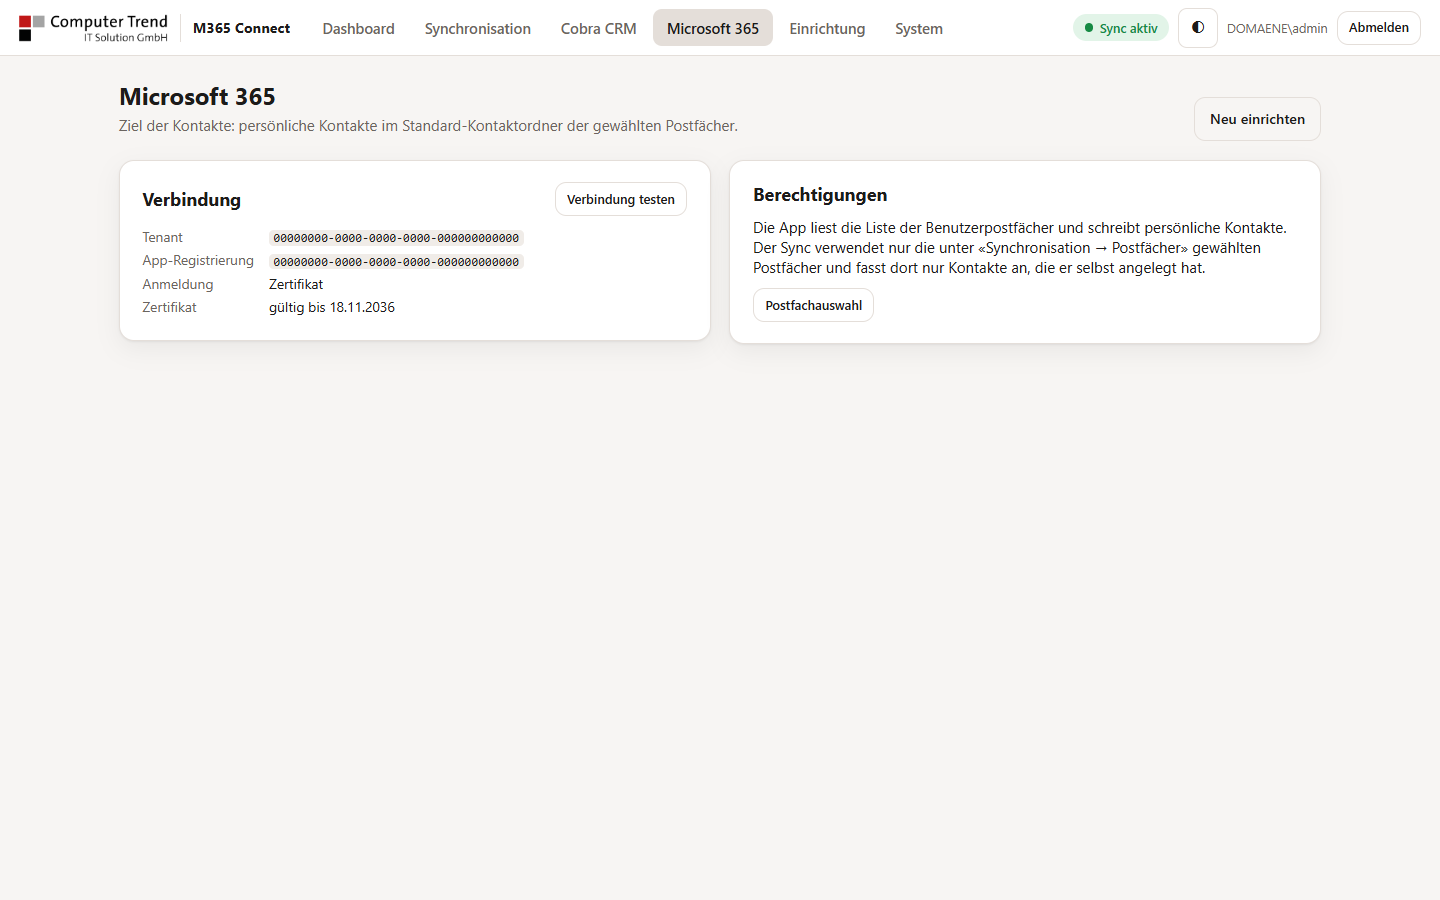 Computer Trend
IT Solution GmbH
M365 Connect
Dashboard
Synchronisation
Cobra CRM
Microsoft 365
Einrichtung
System
Sync aktiv
DOMAENE\admin
Abmelden
Microsoft 365
Ziel der Kontakte: persönliche Kontakte im Standard-Kontaktordner der gewählten Postfächer.
Neu einrichten
Verbindung
Verbindung testen
Tenant 00000000-0000-0000-0000-000000000000
App-Registrierung 00000000-0000-0000-0000-000000000000
Anmeldung Zertifikat
Zertifikat gültig bis 18.11.2036
Berechtigungen
Die App liest die Liste der Benutzerpostfächer und schreibt persönliche Kontakte.
Der Sync verwendet nur die unter «Synchronisation → Postfächer» gewählten
Postfächer und fasst dort nur Kontakte an, die er selbst angelegt hat.
Postfachauswahl